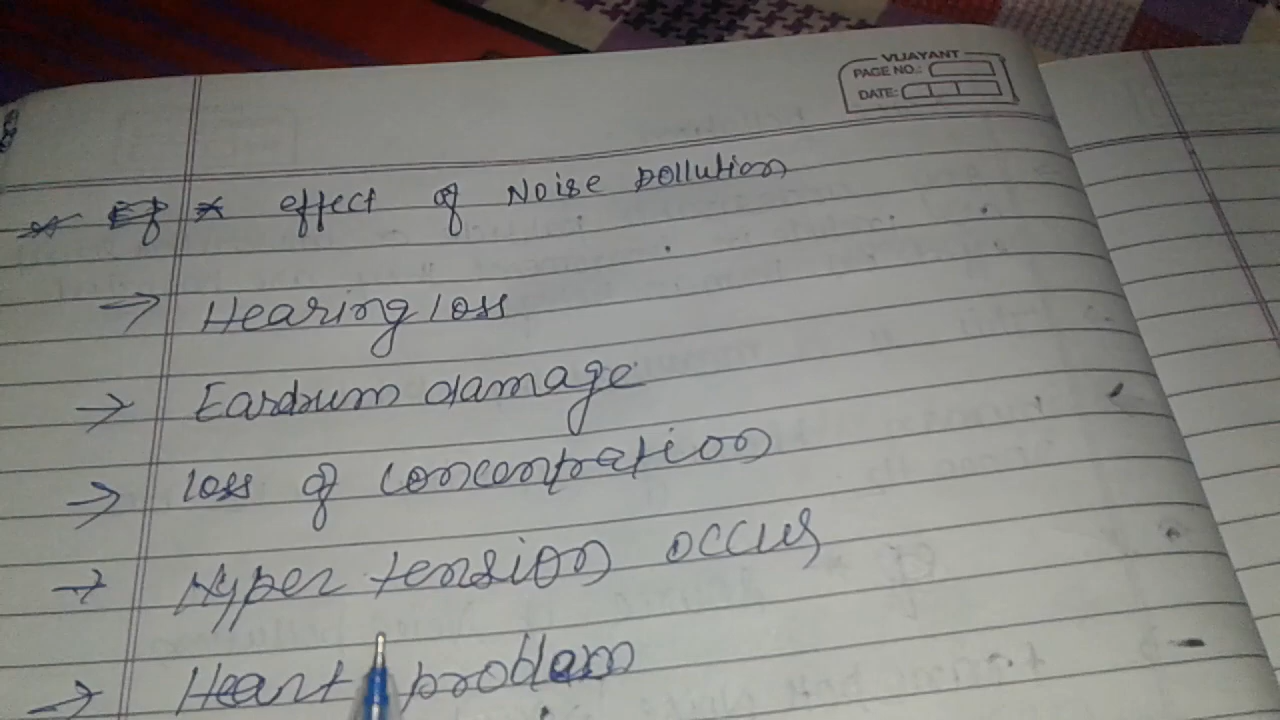 VIJAYANT
PAGE NO.:
DATE:
* effect of Noise pollution
→ Hearing loss
→ Eardrum damage
→ loss of concentration
→ Hyper tension occus
→ Heart problem